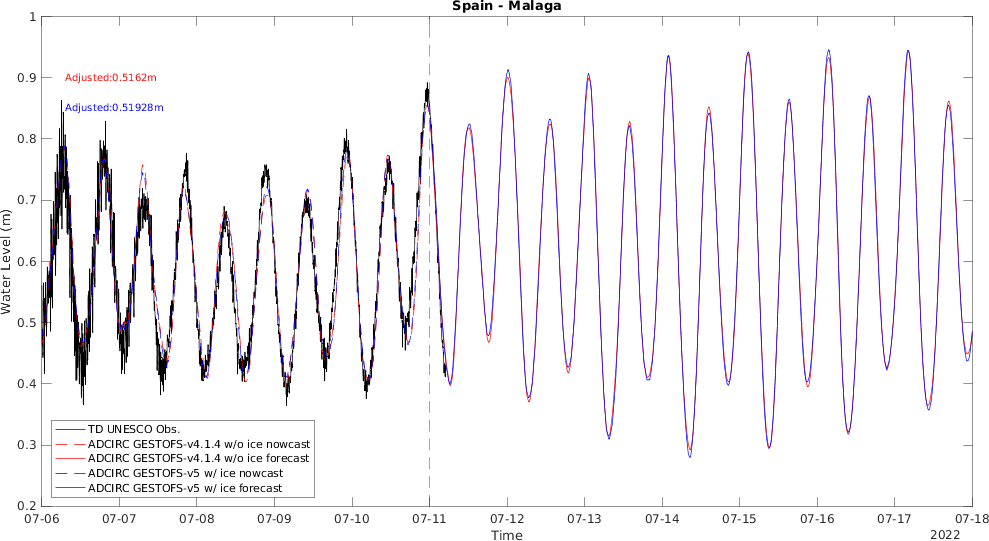 Spain - Malaga
1
0.9
0.8
0.7
0.6
0.5
0.4
0.3
0.2
Water Level (m)
Adjusted:0.5162m
Adjusted:0.51928m
TD UNESCO Obs.
ADCIRC GESTOFS-v4.1.4 w/o ice nowcast
ADCIRC GESTOFS-v4.1.4 w/o ice forecast
ADCIRC GESTOFS-v5 w/ ice nowcast
ADCIRC GESTOFS-v5 w/ ice forecast
07-06 07-07 07-08 07-09 07-10 07-11 07-12 07-13 07-14 07-15 07-16 07-17 07-18
Time
2022